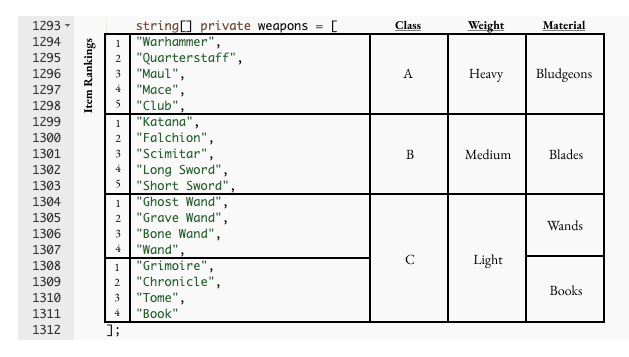 1293 string[] private weapons = [ Class Weight Material
Item Rankings
1294 1 "Warhammer",
1295 2 "Quarterstaff",
1296 3 "Maul", A Heavy Bludgeons
1297 4 "Mace",
1298 5 "Club",
1299 1 "Katana",
1300 2 "Falchion",
1301 3 "Scimitar", B Medium Blades
1302 4 "Long Sword",
1303 5 "Short Sword",
1304 1 "Ghost Wand",
1305 2 "Grave Wand", Wands
1306 3 "Bone Wand",
1307 4 "Wand", C Light
1308 1 "Grimoire",
1309 2 "Chronicle", Books
1310 3 "Tome",
1311 4 "Book"
1312 ];